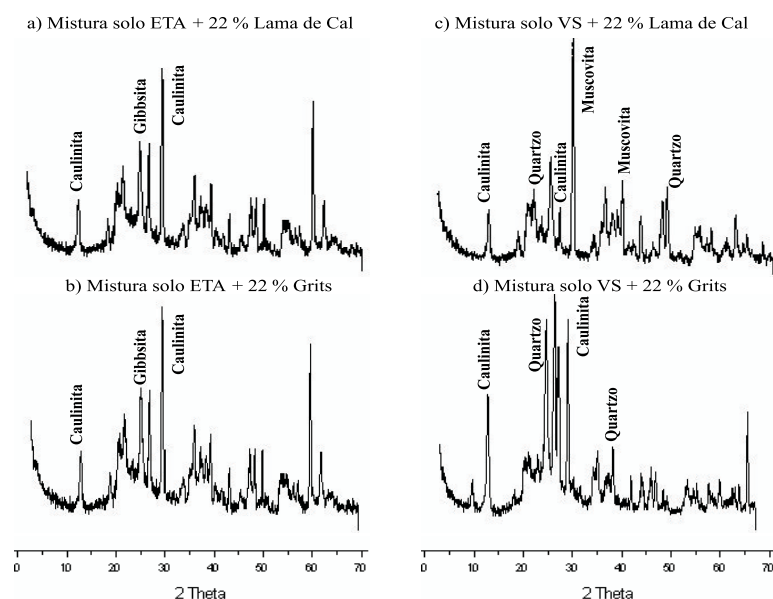 a) Mistura solo ETA + 22 % Lama de Cal
Caulinita
Gibbsita
Caulinita
c) Mistura solo VS + 22 % Lama de Cal
Caulinita
Quartzo
Caulinita
Muscovita
Muscovita
Quartzo
b) Mistura solo ETA + 22 % Grits
Caulinita
Gibbsita
Caulinita
d) Mistura solo VS + 22 % Grits
Caulinita
Quartzo
Caulinita
Quartzo
0 10 20 30 40 50 60 70
2 Theta
0 10 20 30 40 50 60 70
2 Theta